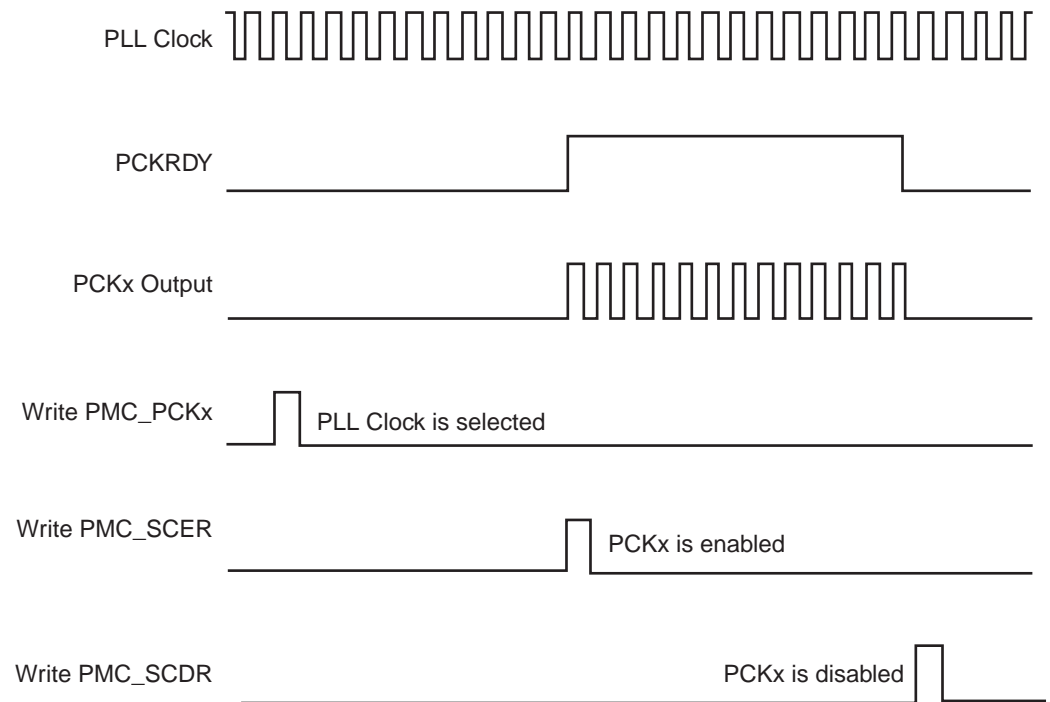 PLL Clock
PCKRDY
PCKx Output
Write PMC_PCKx
PLL Clock is selected
Write PMC_SCER
PCKx is enabled
Write PMC_SCDR
PCKx is disabled